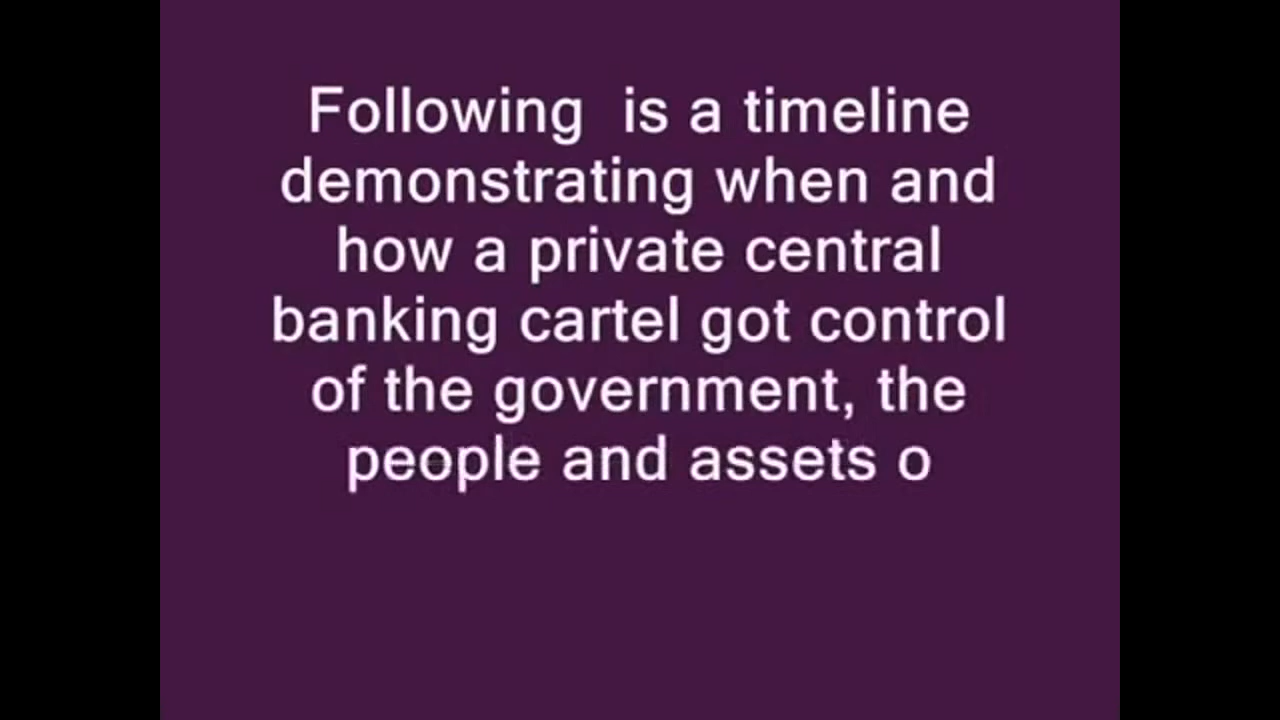 Following  is a timeline
demonstrating when and
how a private central
banking cartel got control
of the government, the
people and assets o